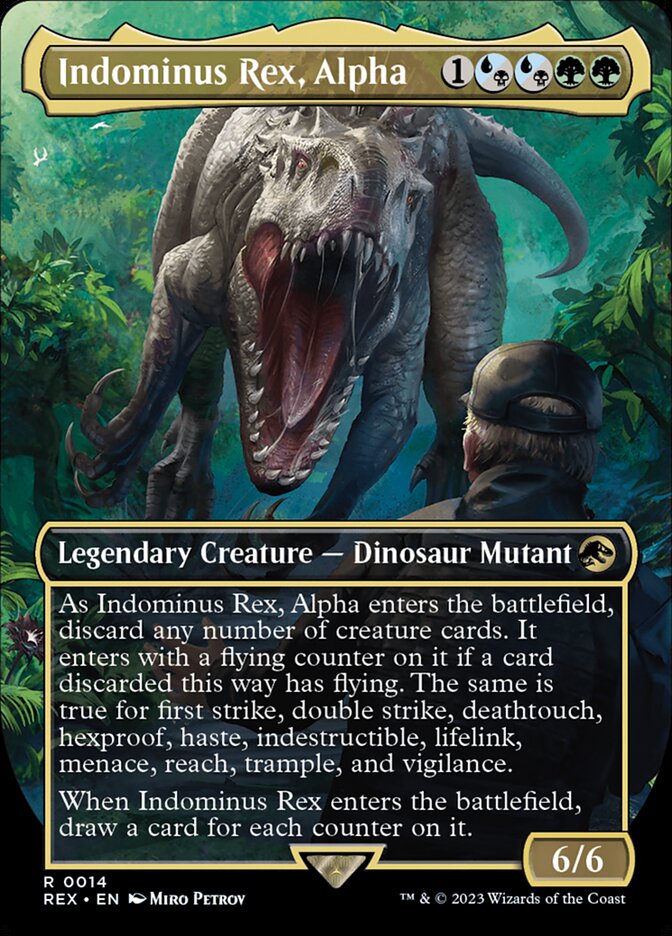 Indominus Rex, Alpha 1
Legendary Creature — Dinosaur Mutant
As Indominus Rex, Alpha enters the battlefield,
discard any number of creature cards. It
enters with a flying counter on it if a card
discarded this way has flying. The same is
true for first strike, double strike, deathtouch,
hexproof, haste, indestructible, lifelink,
menace, reach, trample, and vigilance.
When Indominus Rex enters the battlefield,
draw a card for each counter on it.
6/6
R 0014
REX • EN Miro Petrov
™ & © 2023 Wizards of the Coast